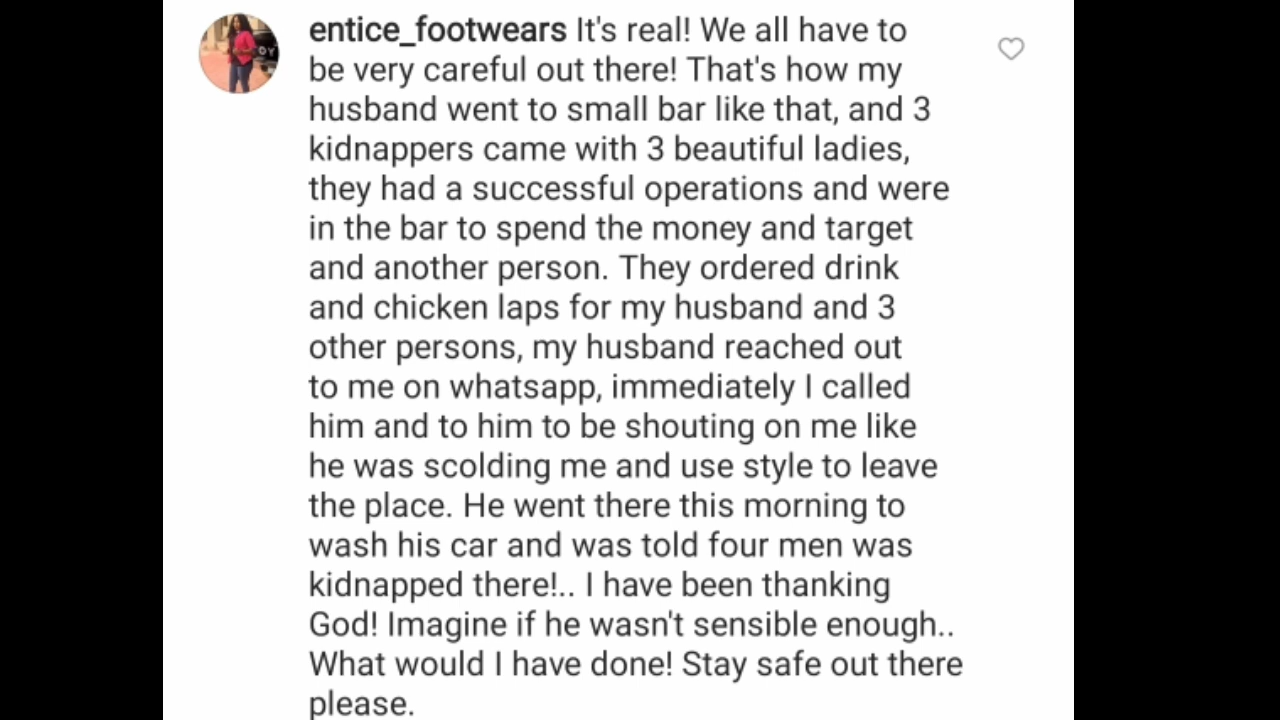 entice_footwears It's real! We all have to
be very careful out there! That's how my
husband went to small bar like that, and 3
kidnappers came with 3 beautiful ladies,
they had a successful operations and were
in the bar to spend the money and target
and another person. They ordered drink
and chicken laps for my husband and 3
other persons, my husband reached out
to me on whatsapp, immediately I called
him and to him to be shouting on me like
he was scolding me and use style to leave
the place. He went there this morning to
wash his car and was told four men was
kidnapped there!.. I have been thanking
God! Imagine if he wasn't sensible enough..
What would I have done! Stay safe out there
please.